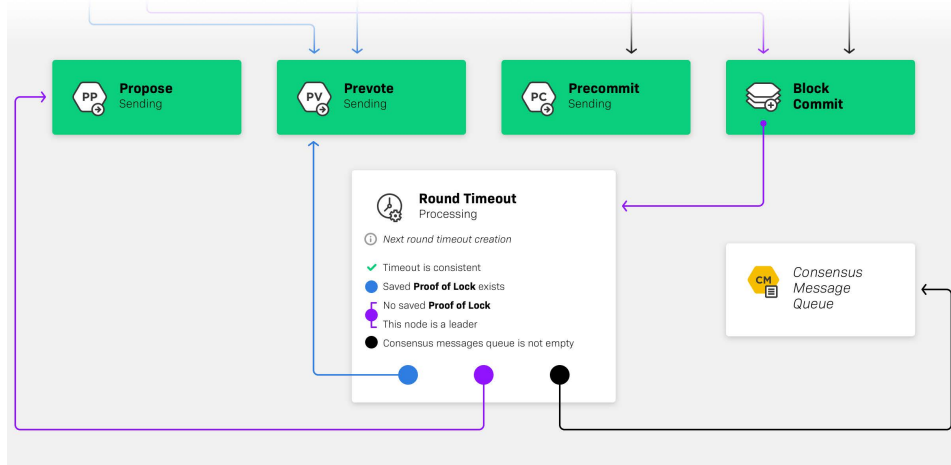 PP
Propose
Sending
PV
Prevote
Sending
PC
Precommit
Sending
Block
Commit
Round Timeout
Processing
Next round timeout creation
Timeout is consistent
Saved Proof of Lock exists
No saved Proof of Lock
This node is a leader
Consensus messages queue is not empty
CM
Consensus
Message
Queue